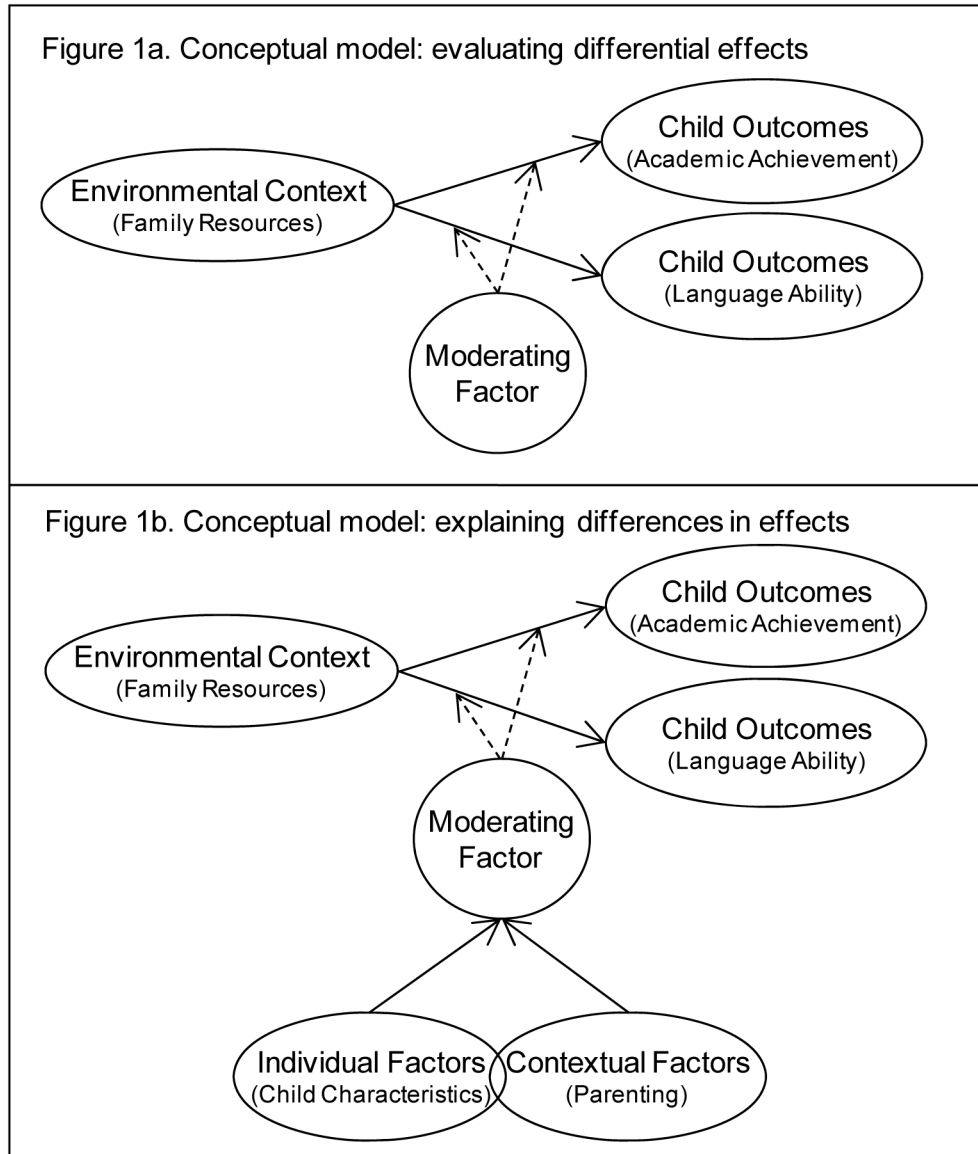 Figure 1a. Conceptual model: evaluating differential effects
Child Outcomes
(Academic Achievement)
Environmental Context
(Family Resources)
Child Outcomes
(Language Ability)
Moderating
Factor
Figure 1b. Conceptual model: explaining differences in effects
Child Outcomes
(Academic Achievement)
Environmental Context
(Family Resources)
Child Outcomes
(Language Ability)
Moderating
Factor
Individual Factors
(Child Characteristics)
Contextual Factors
(Parenting)